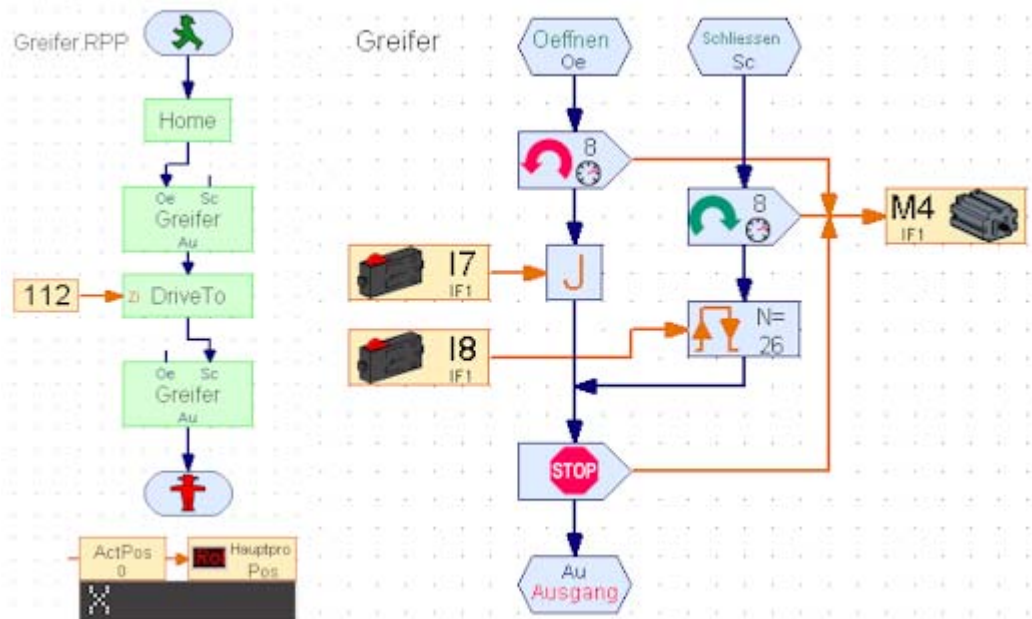 Greifer.RPP
Home
Oe Sc
Greifer
Au
112
ZI DriveTo
Oe Sc
Greifer
Au
ActPos
0
Hauptpro
Pos
X
Greifer
Oeffnen
Oe
Schliessen
Sc
8
8
M4
IF1
I7
IF1
J
I8
IF1
N=
26
STOP
Au
Ausgang